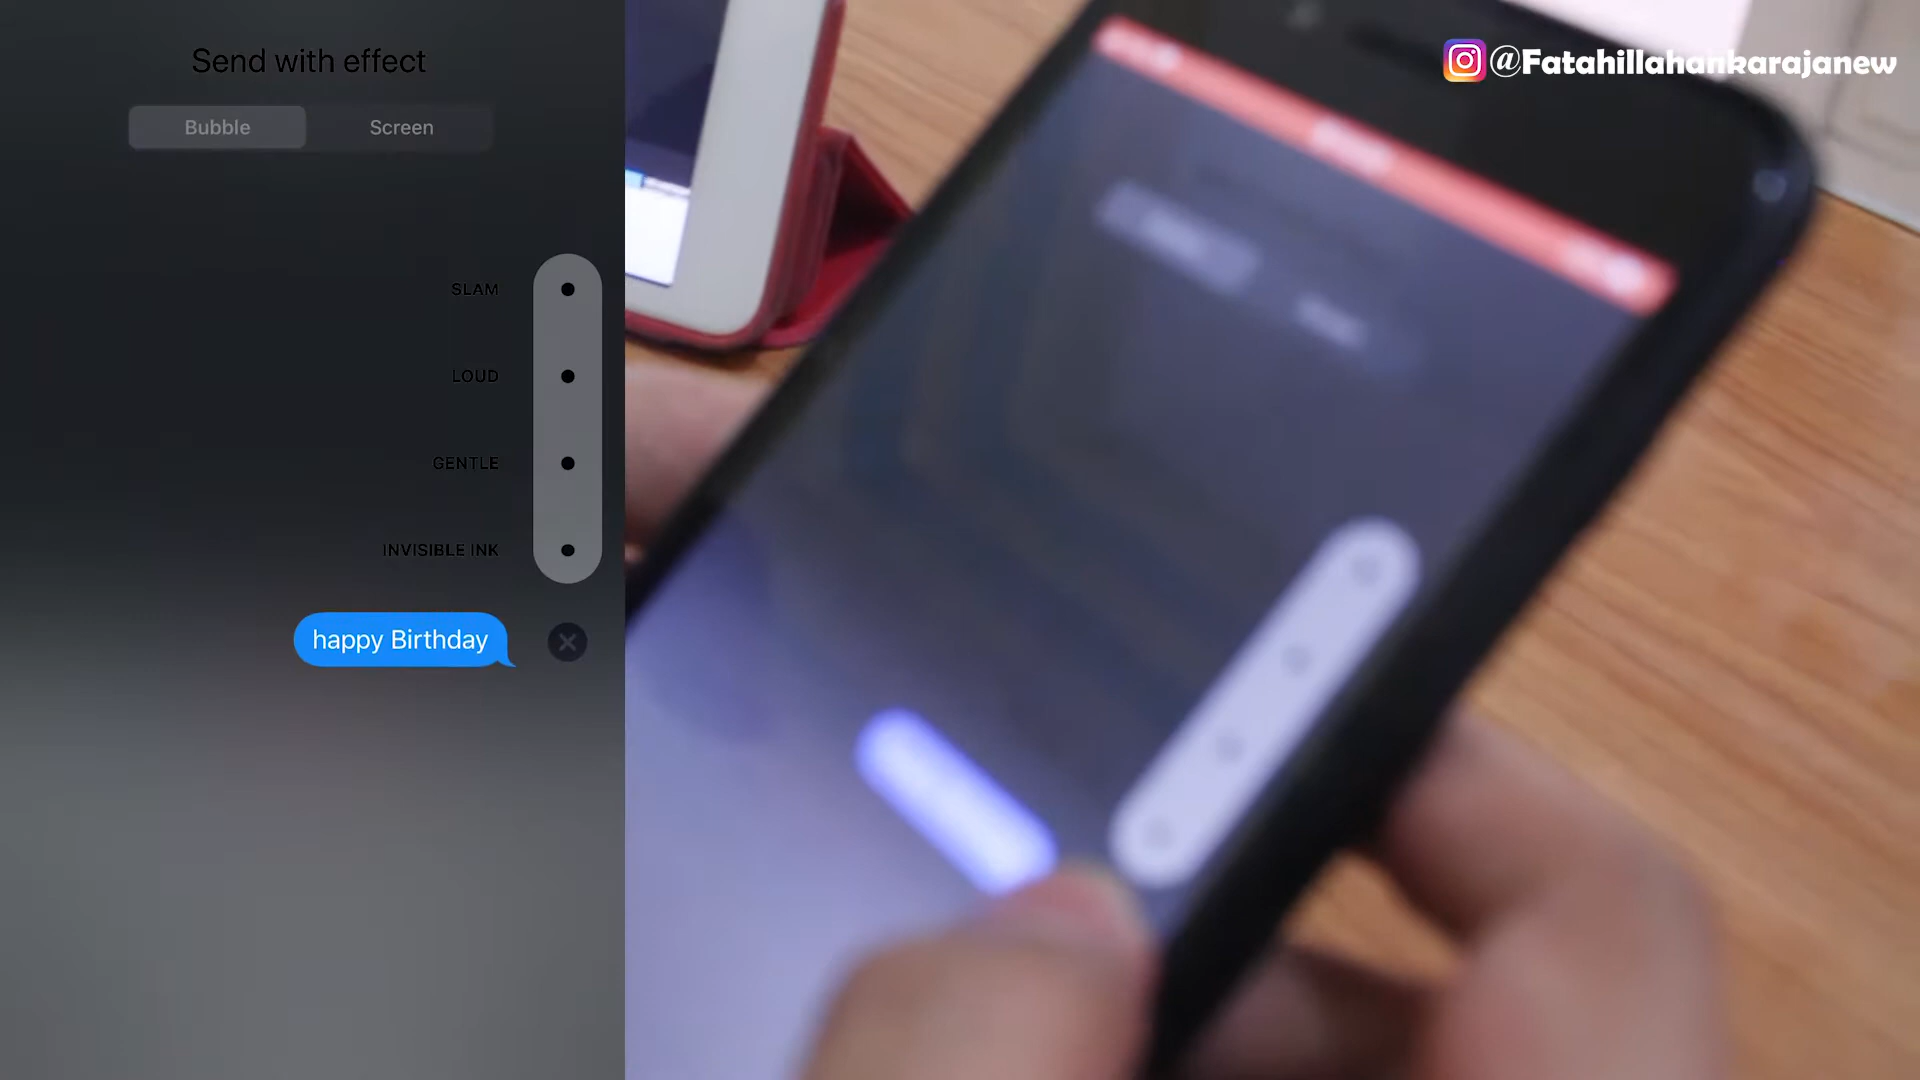 Send with effect
Bubble
Screen
SLAM
LOUD
GENTLE
INVISIBLE INK
happy Birthday
@Fatahillahankarajanew